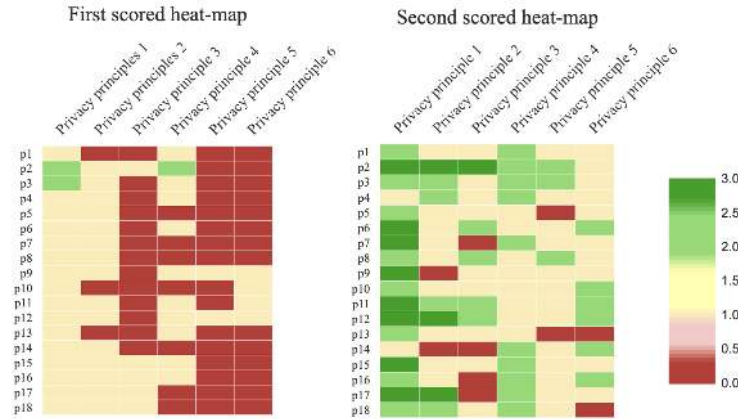 First scored heat-map
Second scored heat-map
Privacy principles 1
Privacy principles 2
Privacy principle 3
Privacy principle 4
Privacy principle 5
Privacy principle 6
Privacy principle 1
Privacy principle 2
Privacy principle 3
Privacy principle 4
Privacy principle 5
Privacy principle 6
p1
p2
p3
p4
p5
p6
p7
p8
p9
p10
p11
p12
p13
p14
p15
p16
p17
p18
p1
p2
p3
p4
p5
p6
p7
p8
p9
p10
p11
p12
p13
p14
p15
p16
p17
p18
3.0
2.5
2.0
1.5
1.0
0.5
0.0